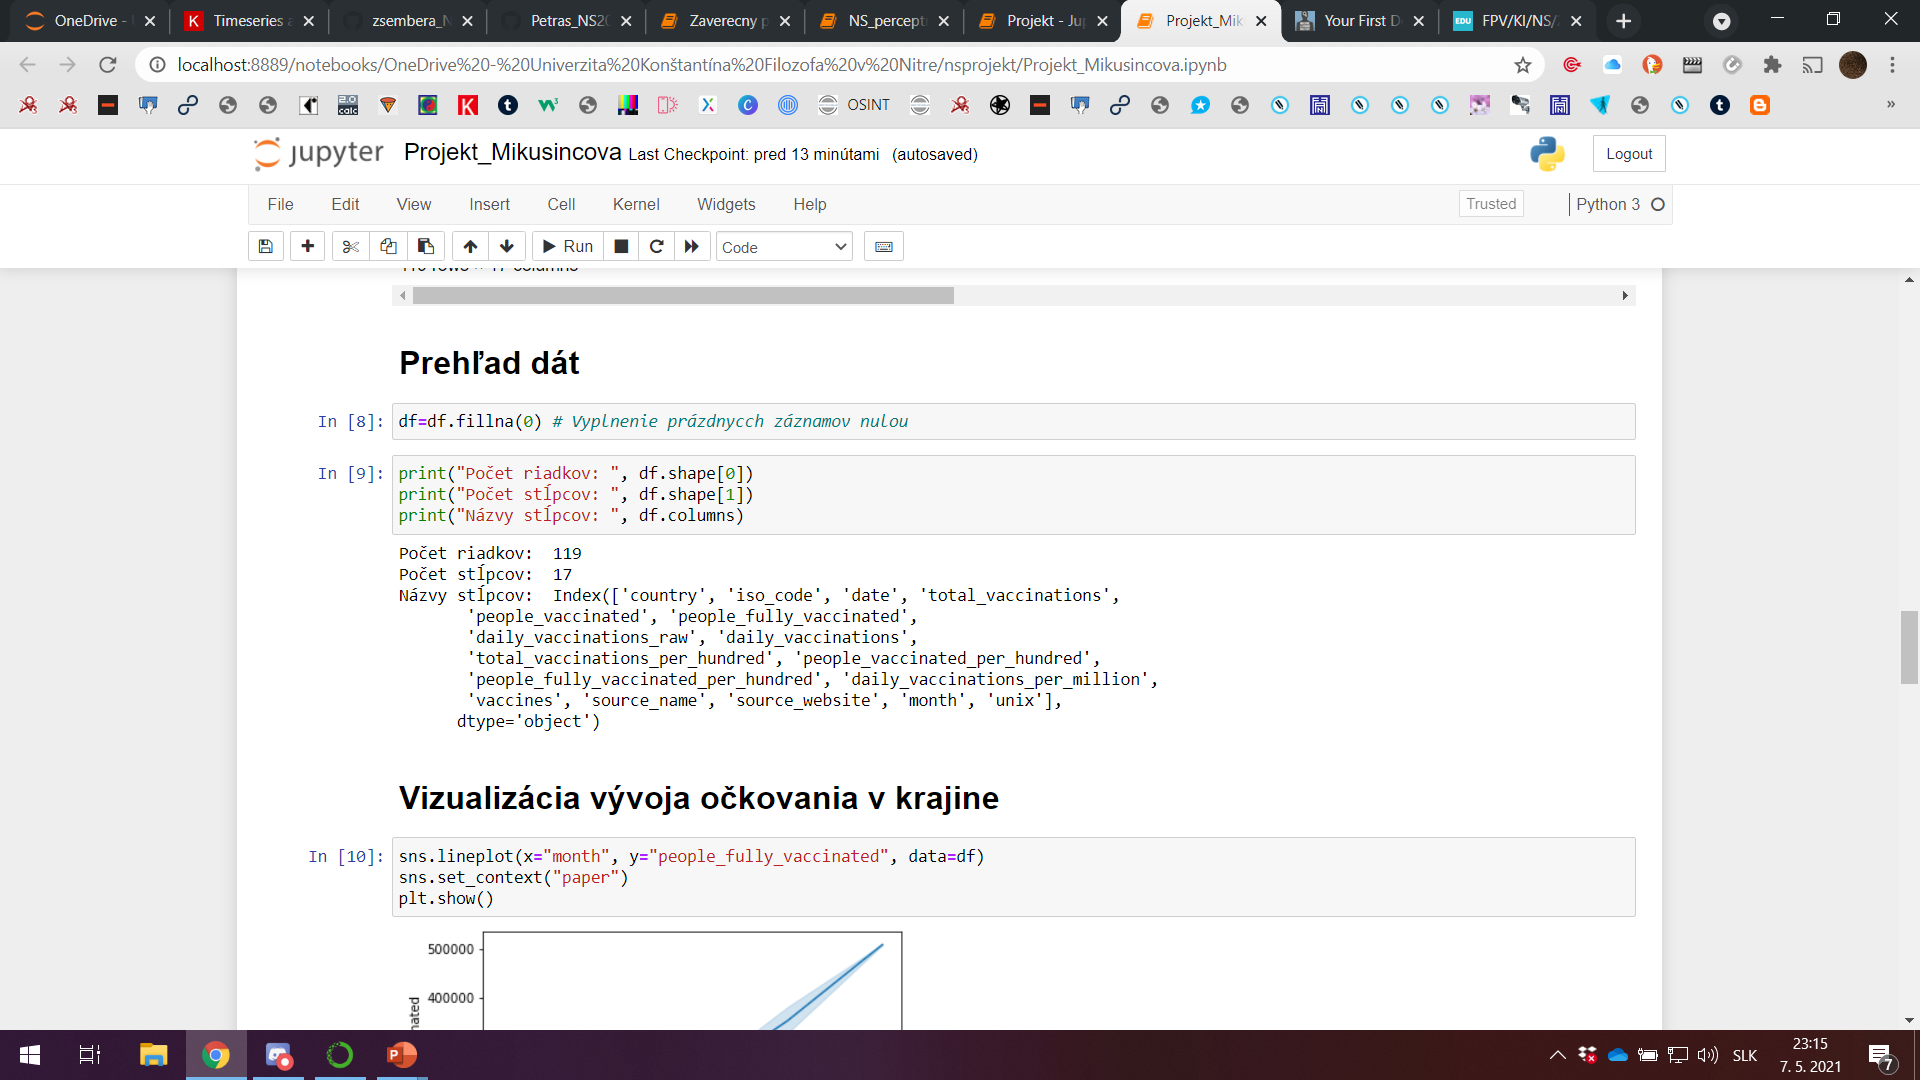 OneDrive -
Timeseries a
zsembera_N
Petras_NS20
Zaverecny p
NS_percept
Projekt - Jup
Projekt_Mik
Your First D
FPV/KI/NS/
localhost:8889/notebooks/OneDrive%20-%20Univerzita%20Konštantína%20Filozofa%20v%20Nitre/nsprojekt/Projekt_Mikusincova.ipynb
OSINT
jupyter Projekt_Mikusincova Last Checkpoint: pred 13 minútami (autosaved)
Logout
File Edit View Insert Cell Kernel Widgets Help
Trusted
Python 3
Run
Code
Prehľad dát
In [8]: df=df.fillna(0) # Vyplnenie prázdnycch záznamov nulou
In [9]: print("Počet riadkov: ", df.shape[0])
print("Počet stĺpcov: ", df.shape[1])
print("Názvy stĺpcov: ", df.columns)
Počet riadkov:  119
Počet stĺpcov:  17
Názvy stĺpcov:  Index(['country', 'iso_code', 'date', 'total_vaccinations',
'people_vaccinated', 'people_fully_vaccinated',
'daily_vaccinations_raw', 'daily_vaccinations',
'total_vaccinations_per_hundred', 'people_vaccinated_per_hundred',
'people_fully_vaccinated_per_hundred', 'daily_vaccinations_per_million',
'vaccines', 'source_name', 'source_website', 'month', 'unix'],
dtype='object')
Vizualizácia vývoja očkovania v krajine
In [10]: sns.lineplot(x="month", y="people_fully_vaccinated", data=df)
sns.set_context("paper")
plt.show()
500000
400000
SLK
23:15
7. 5. 2021
7